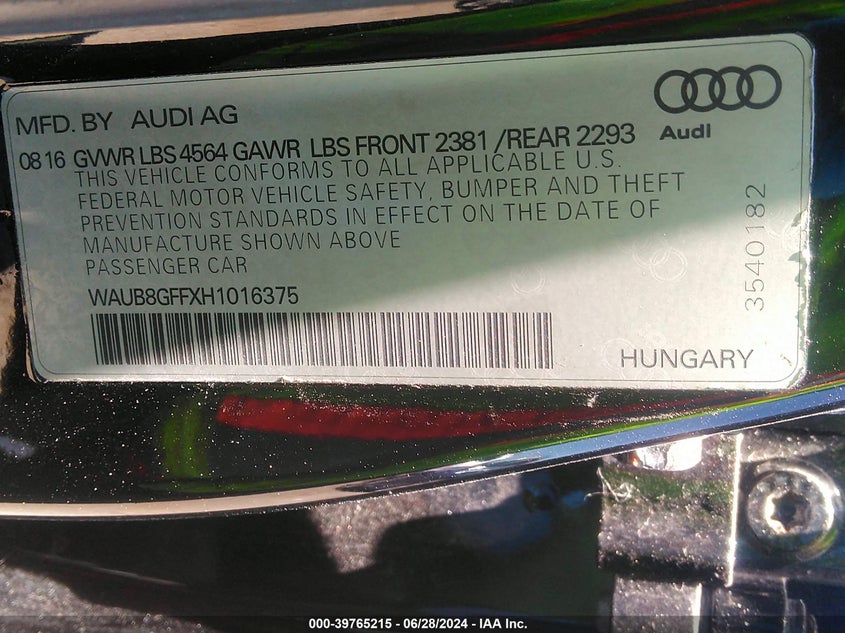 MFD. BY AUDI AG
Audi
08 16 GVWR LBS 4564 GAWR LBS FRONT 2381 /REAR 2293
THIS VEHICLE CONFORMS TO ALL APPLICABLE U.S.
FEDERAL MOTOR VEHICLE SAFETY, BUMPER AND THEFT
PREVENTION STANDARDS IN EFFECT ON THE DATE OF
MANUFACTURE SHOWN ABOVE
PASSENGER CAR
WAUB8GFFXH1016375
3540182
HUNGARY
000-39765215 - 06/28/2024 - IAA Inc.